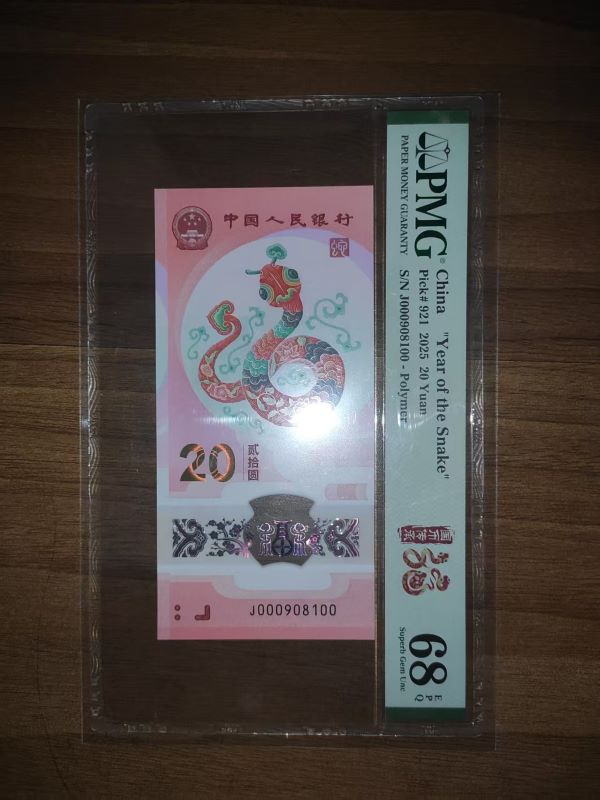 中国人民银行
20
贰拾圆
J000908100
PMG®
PAPER MONEY GUARANTY
China "Year of the Snake"
Pick# 921 2025 20 Yuan
S/N J000908100 - Polymer
68
EPQ
Superb Gem Unc